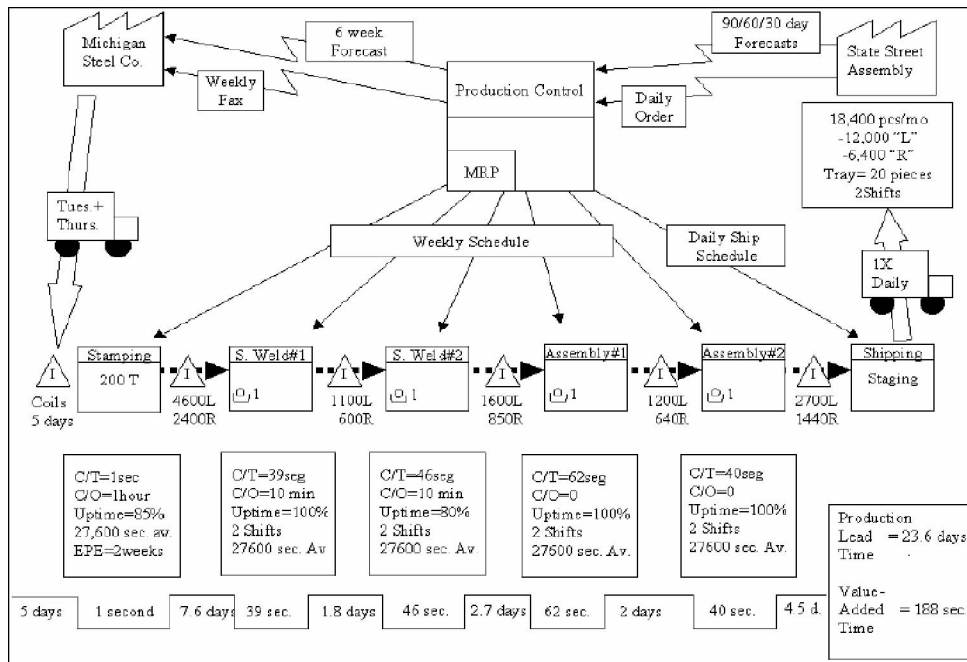 Michigan
Steel Co.
6 week
Forecast
Weekly
Fax
Production Control
MRP
90/60/30 day
Forecasts
Daily
Order
State Street
Assembly
18,400 pcs/mo
-12,000 "L"
-6,400 "R"
Tray= 20 pieces
2Shifts
Tues.+
Thurs.
Weekly Schedule
Daily Ship
Schedule
1X
Daily
I
Coils
5 days
Stamping
200 T
I
4600L
2400R
S. Weld#1
1
I
1100L
600R
S. Weld#2
1
I
1600L
850R
Assembly#1
1
I
1200L
640R
Assembly#2
1
I
2700L
1440R
Shipping
Staging
C/T=1sec
C/O=1hour
Uptime=85%
27,600 sec. av.
EPE=2weeks
C/T=39seg
C/O=10 min
Uptime=100%
2 Shifts
27600 sec. Av.
C/T=46seg
C/O=10 min
Uptime=80%
2 Shifts
27600 sec. Av.
C/T=62seg
C/O=0
Uptime=100%
2 Shifts
27600 sec. Av.
C/T=40seg
C/O=0
Uptime=100%
2 Shifts
27600 sec. Av.
Production
Lead = 23.6 days
Time
Value-
Added = 188 sec.
Time
5 days
1 second
7.6 days
39 sec.
1.8 days
46 sec.
2.7 days
62 sec.
2 days
40 sec.
4.5 d.